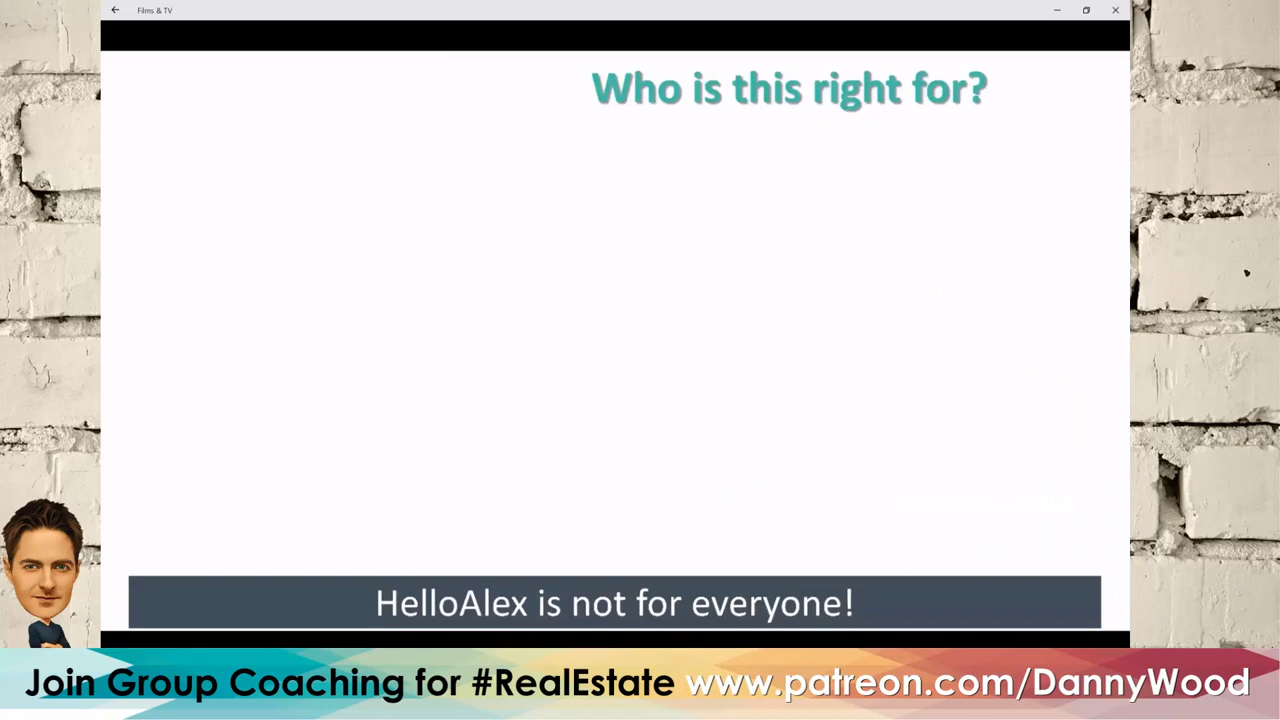 Films & TV
Who is this right for?
HelloAlex is not for everyone!
Join Group Coaching for #RealEstate www.patreon.com/DannyWood